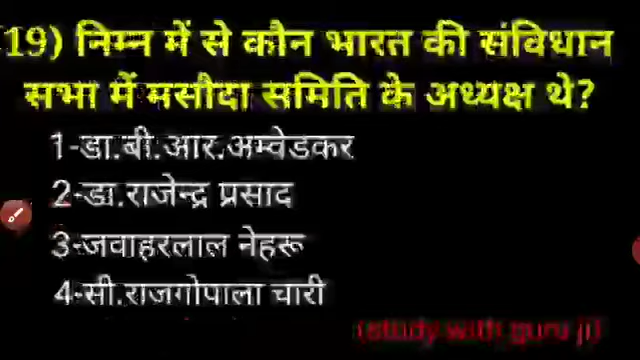 19) निम्न में से कौन भारत की संविधान
सभा में मसौदा समिति के अध्यक्ष थे?
1-डा.बी.आर.अम्वेडकर
2-डा.राजेन्द्र प्रसाद
3-जवाहरलाल नेहरू
4-सी.राजगोपाला चारी
(study with guru ji)